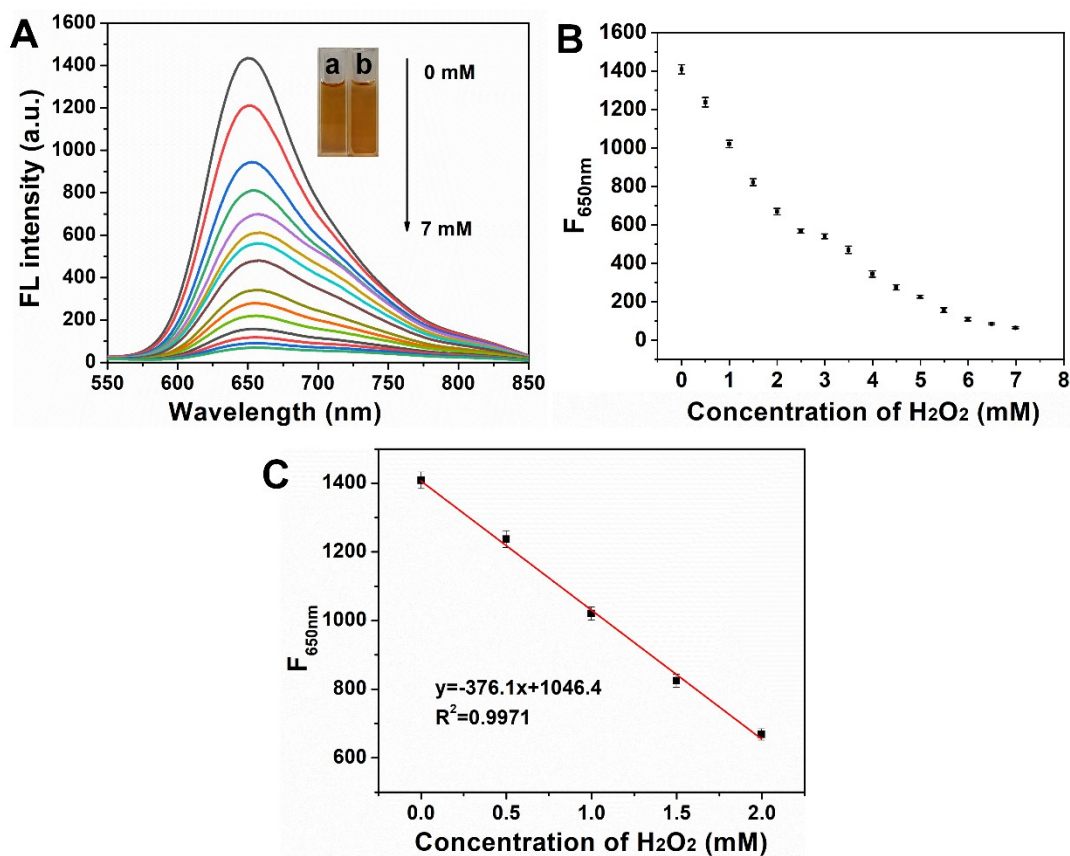 A
FL intensity (a.u.)
1600
1400
1200
1000
800
600
400
200
0
a b
0 mM
7 mM
550 600 650 700 750 800 850
Wavelength (nm)
B
F650nm
1600
1400
1200
1000
800
600
400
200
0
0 1 2 3 4 5 6 7 8
Concentration of H2O2 (mM)
C
F650nm
1400
1200
1000
800
600
y=-376.1x+1046.4
R²=0.9971
0.0 0.5 1.0 1.5 2.0
Concentration of H2O2 (mM)